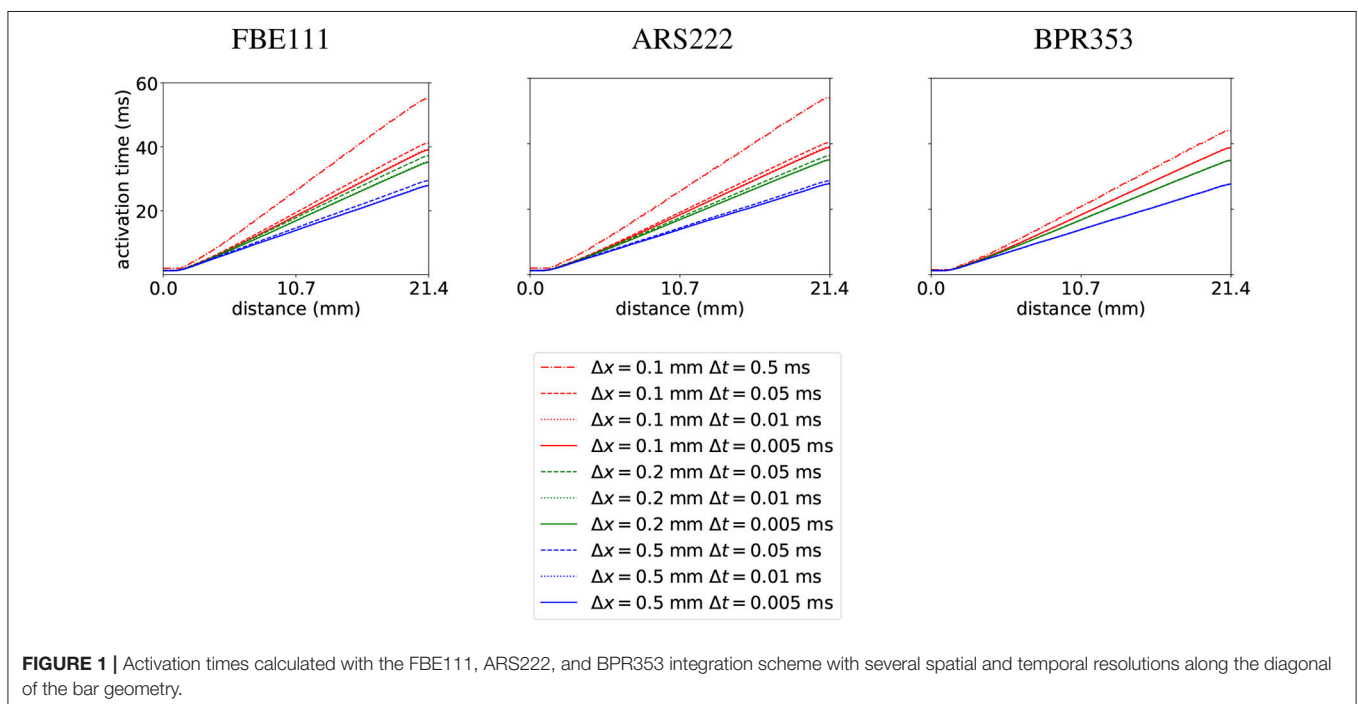 FBE111
ARS222
BPR353
60
40
20
activation time (ms)
0.0 10.7 21.4
distance (mm)
0.0 10.7 21.4
distance (mm)
0.0 10.7 21.4
distance (mm)
Δx = 0.1 mm Δt = 0.5 ms
Δx = 0.1 mm Δt = 0.05 ms
Δx = 0.1 mm Δt = 0.01 ms
Δx = 0.1 mm Δt = 0.005 ms
Δx = 0.2 mm Δt = 0.05 ms
Δx = 0.2 mm Δt = 0.01 ms
Δx = 0.2 mm Δt = 0.005 ms
Δx = 0.5 mm Δt = 0.05 ms
Δx = 0.5 mm Δt = 0.01 ms
Δx = 0.5 mm Δt = 0.005 ms
FIGURE 1 | Activation times calculated with the FBE111, ARS222, and BPR353 integration scheme with several spatial and temporal resolutions along the diagonal
of the bar geometry.